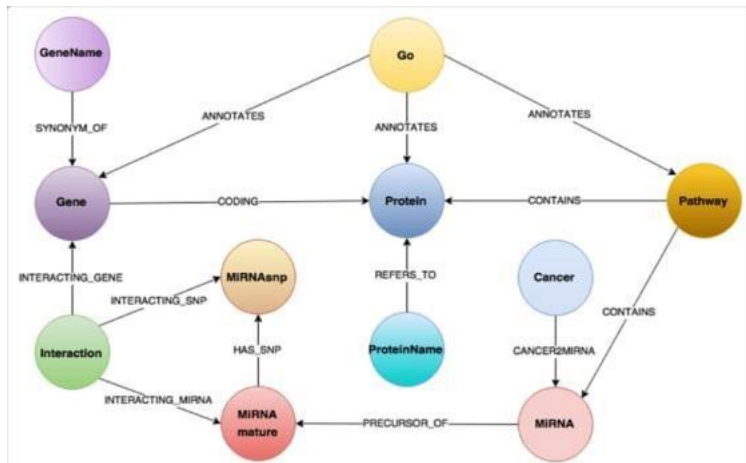 GeneName
Go
SYNONYM_OF
ANNOTATES
ANNOTATES
ANNOTATES
Gene
CODING
Protein
CONTAINS
Pathway
INTERACTING_GENE
MiRNAsnp
REFERS_TO
Cancer
INTERACTING_SNP
CONTAINS
Interaction
HAS_SNP
ProteinName
CANCER2MIRNA
INTERACTING_MIRNA
MiRNA
mature
PRECURSOR_OF
MiRNA